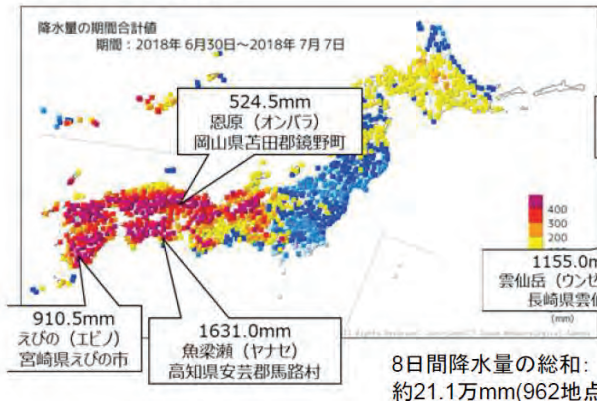 降水量の期間合計値
期間：2018年 6月30日～2018年 7月 7日
524.5mm
恩原（オンバラ）
岡山県苫田郡鏡野町
400
300
200
1155.0m
雲仙岳（ウンゼ
長崎県雲仙
(mm)
910.5mm
えびの（エビノ）
宮崎県えびの市
1631.0mm
魚梁瀬（ヤナセ）
高知県安芸郡馬路村
8日間降水量の総和：
約21.1万mm(962地点